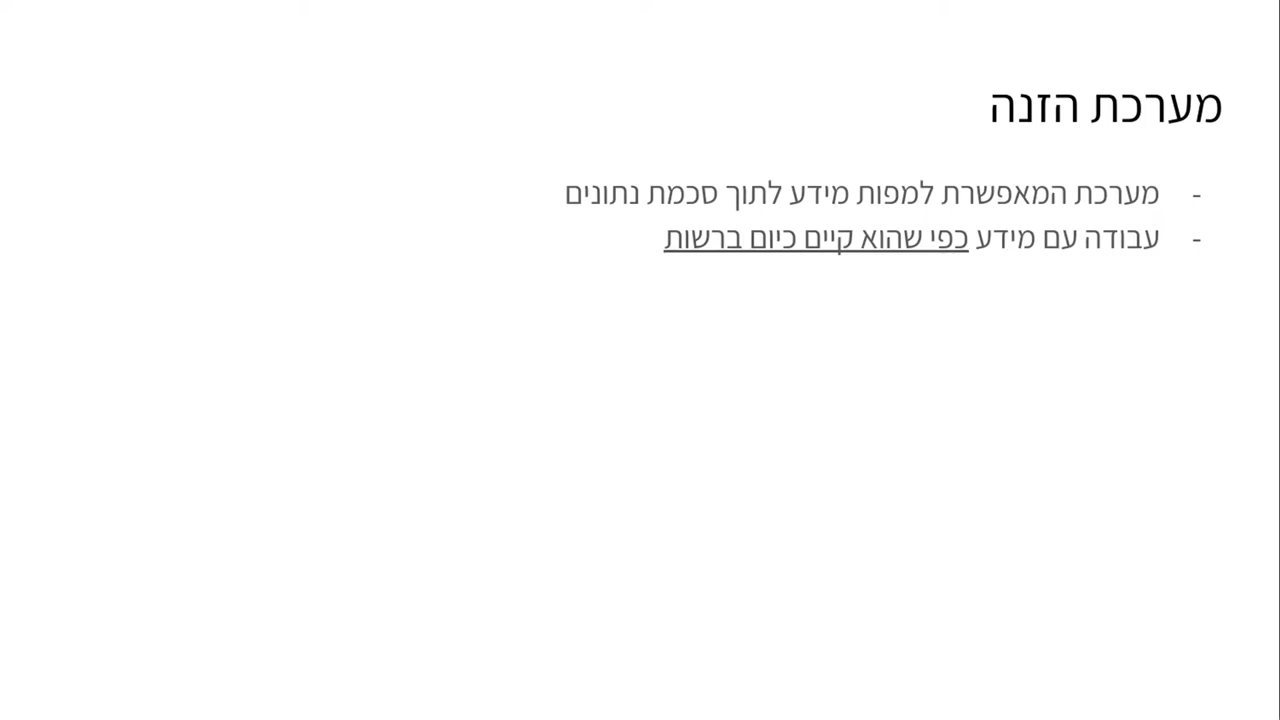 מערכת הזנה
- מערכת המאפשרת למפות מידע לתוך סכמת נתונים
- עבודה עם מידע כפי שהוא קיים כיום ברשות